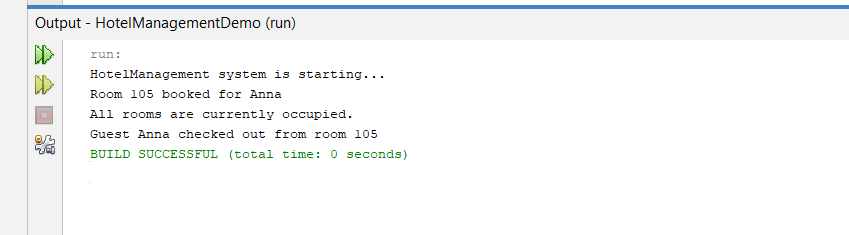 Output - HotelManagementDemo (run)
run:
HotelManagement system is starting...
Room 105 booked for Anna
All rooms are currently occupied.
Guest Anna checked out from room 105
BUILD SUCCESSFUL (total time: 0 seconds)